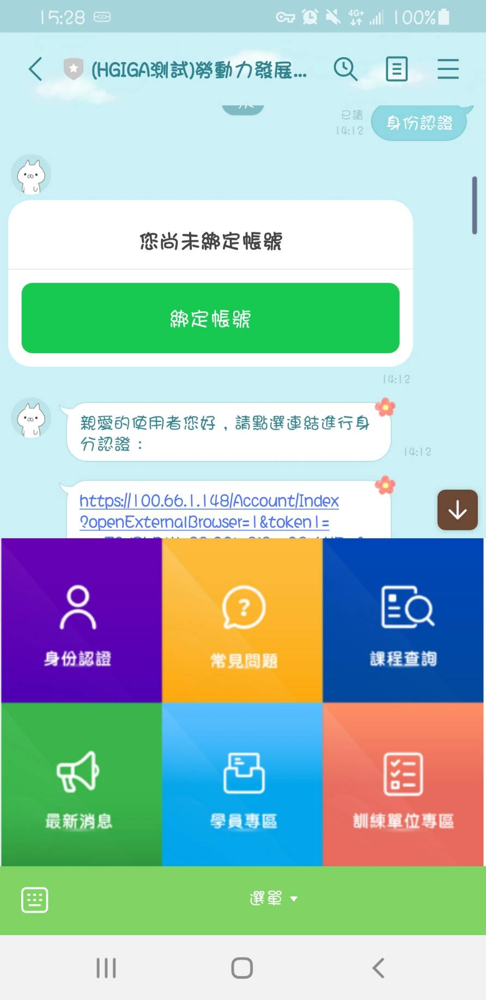 15:28 4G+ 100%
(HGIGA測試)勞動力發展...
已讀
14:12
身份認證
您尚未綁定帳號
綁定帳號
14:12
親愛的使用者您好，請點選連結進行身
分認證：
14:12
https://100.66.1.148/Account/Index
?openExternalBrowser=1&token1=
身份認證
常見問題
課程查詢
最新消息
學員專區
訓練單位專區
選單